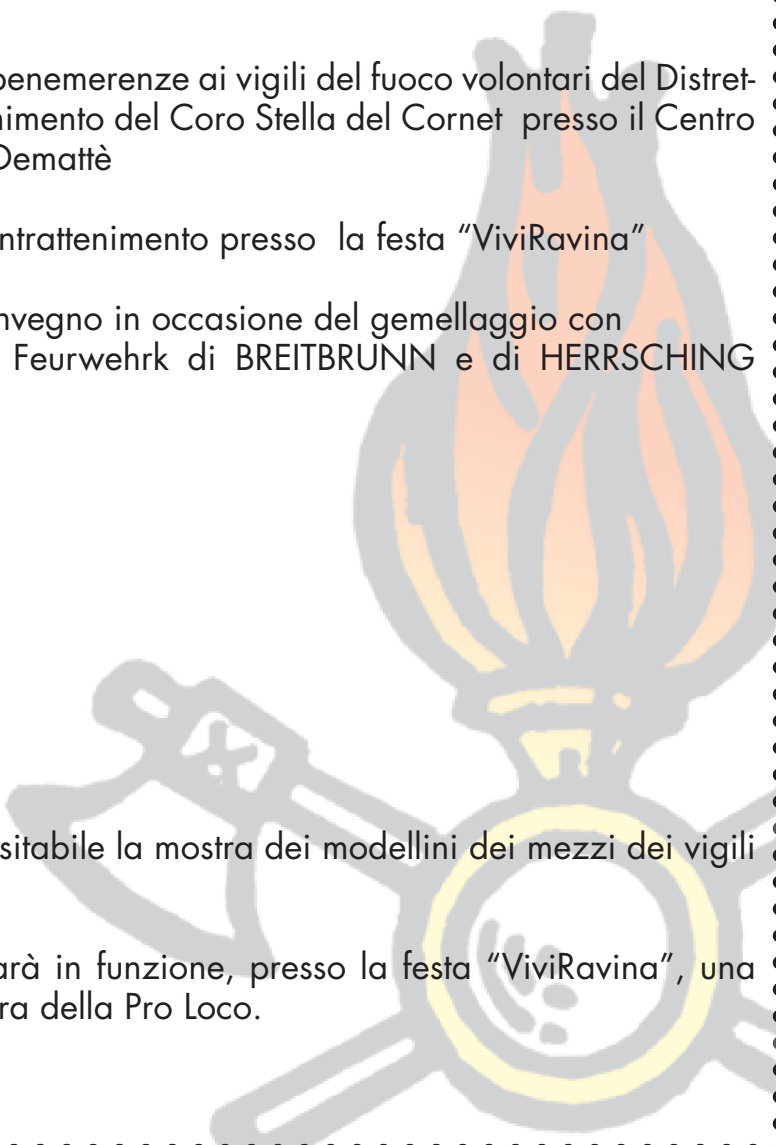 benemerenze ai vigili del fuoco volontari del Distret-
nimento del Coro Stella del Cornet presso il Centro
Demattè
ntrattenimento presso la festa “ViviRavina”
nvegno in occasione del gemellaggio con
Feurwehrk di BREITBRUNN e di HERRSCHING
sitabile la mostra dei modellini dei mezzi dei vigili
arà in funzione, presso la festa “ViviRavina”, una
ra della Pro Loco.